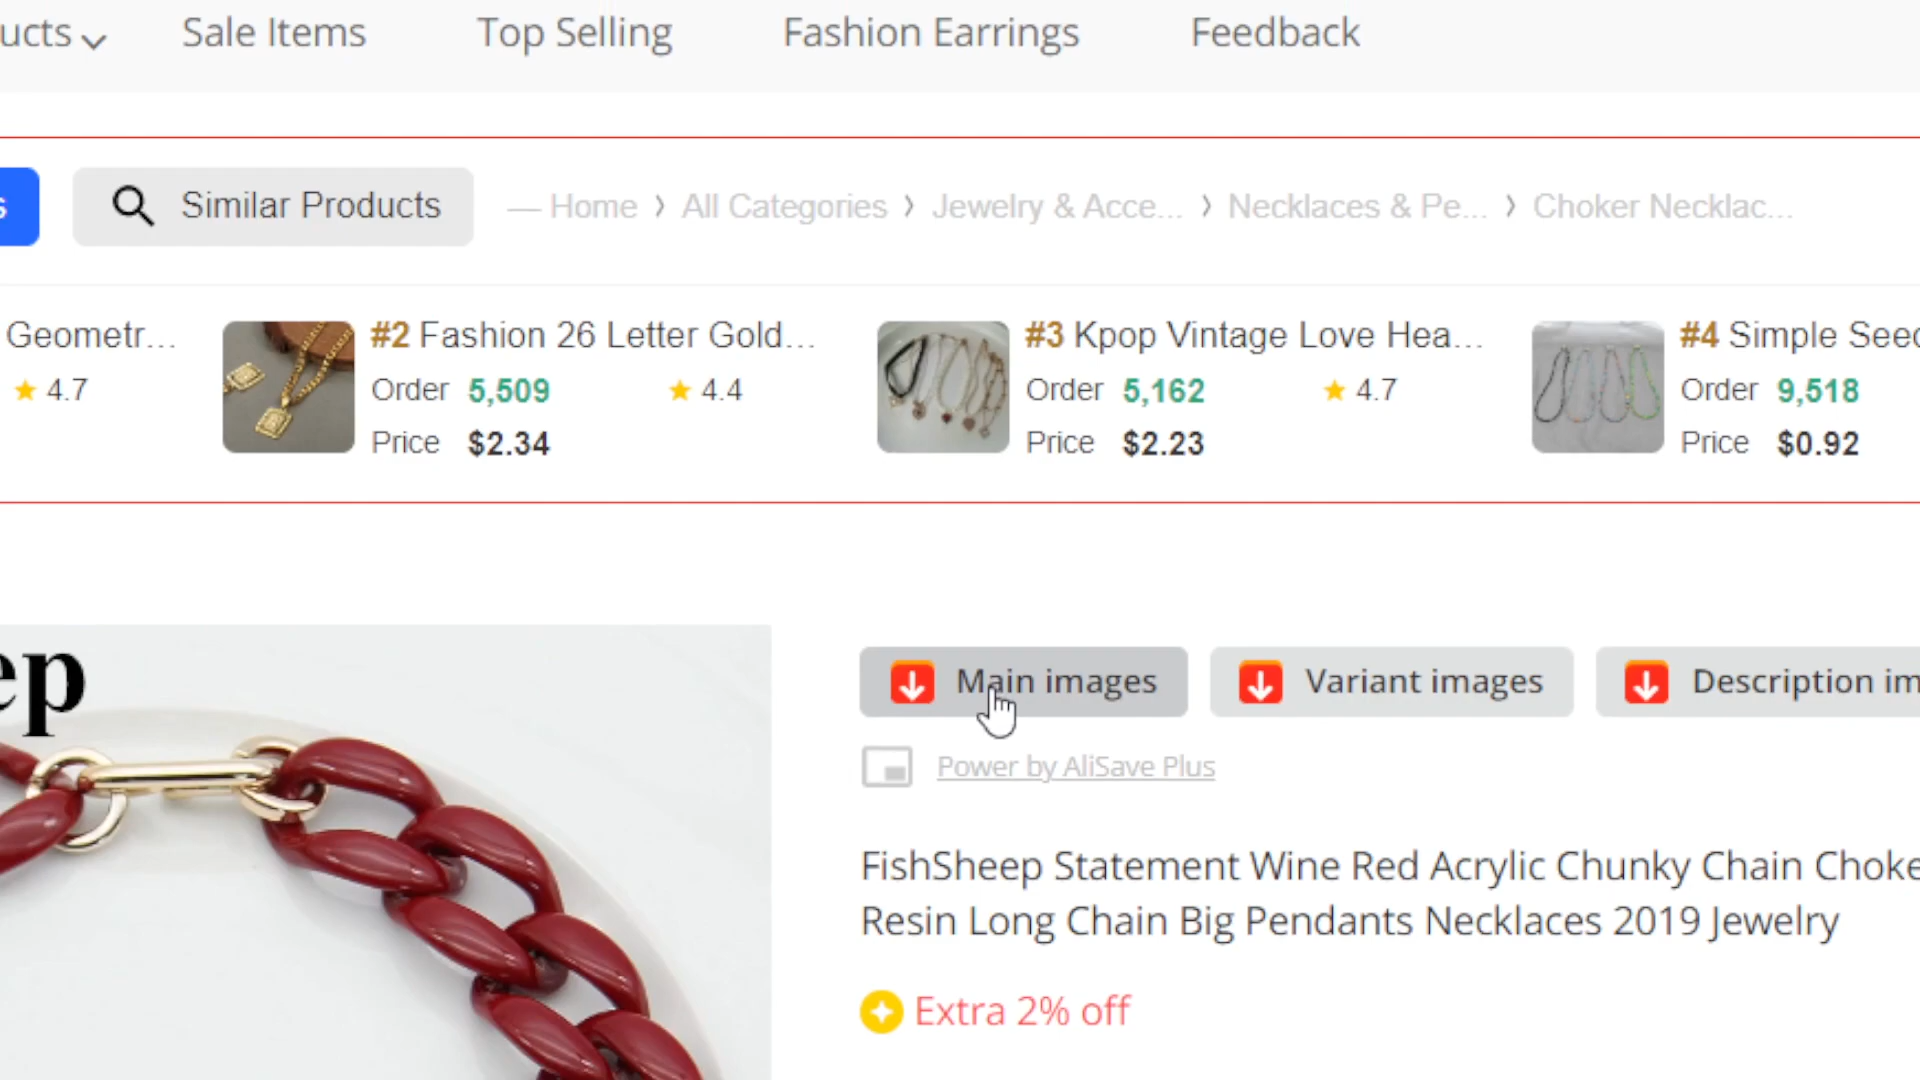 ucts Sale Items Top Selling Fashion Earrings Feedback
s Similar Products — Home › All Categories › Jewelry & Acce... › Necklaces & Pe... › Choker Necklac...
Geometr... #2 Fashion 26 Letter Gold... #3 Kpop Vintage Love Hea... #4 Simple Seed
4.7 Order 5,509 4.4 Order 5,162 4.7 Order 9,518
Price $2.34 Price $2.23 Price $0.92
ep
Main images Variant images Description im
Power by AliSave Plus
FishSheep Statement Wine Red Acrylic Chunky Chain Choke
Resin Long Chain Big Pendants Necklaces 2019 Jewelry
Extra 2% off